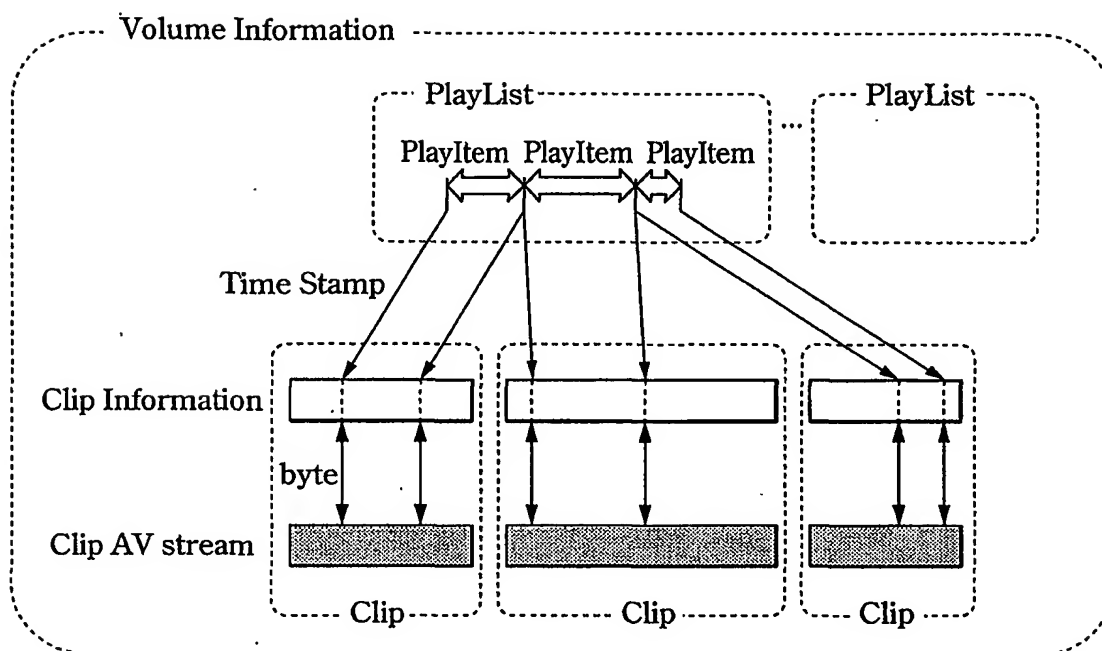 Volume Information
PlayList
PlayList
...
PlayItem PlayItem PlayItem
Time Stamp
Clip Information
byte
Clip AV stream
Clip
Clip
Clip